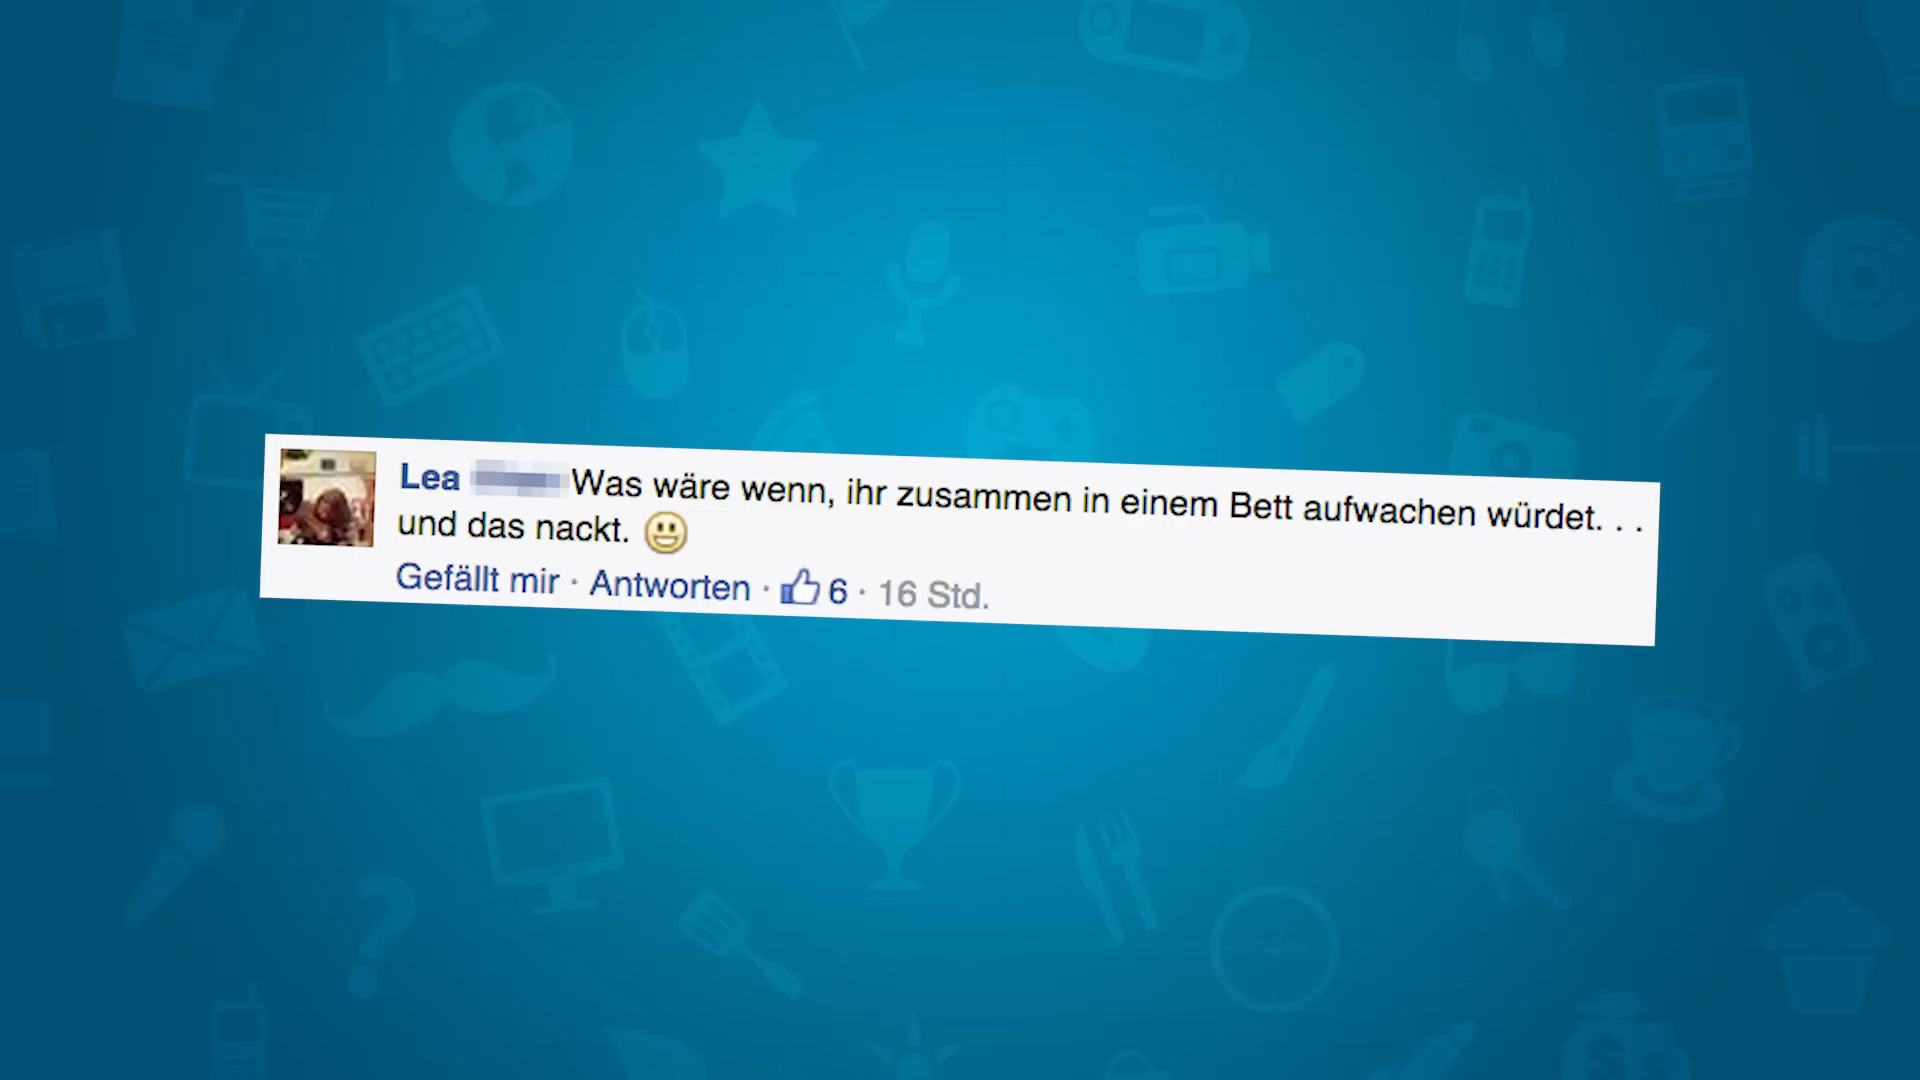 Lea Was wäre wenn, ihr zusammen in einem Bett aufwachen würdet. . .
und das nackt. 😃
Gefällt mir · Antworten · 👍 6 · 16 Std.